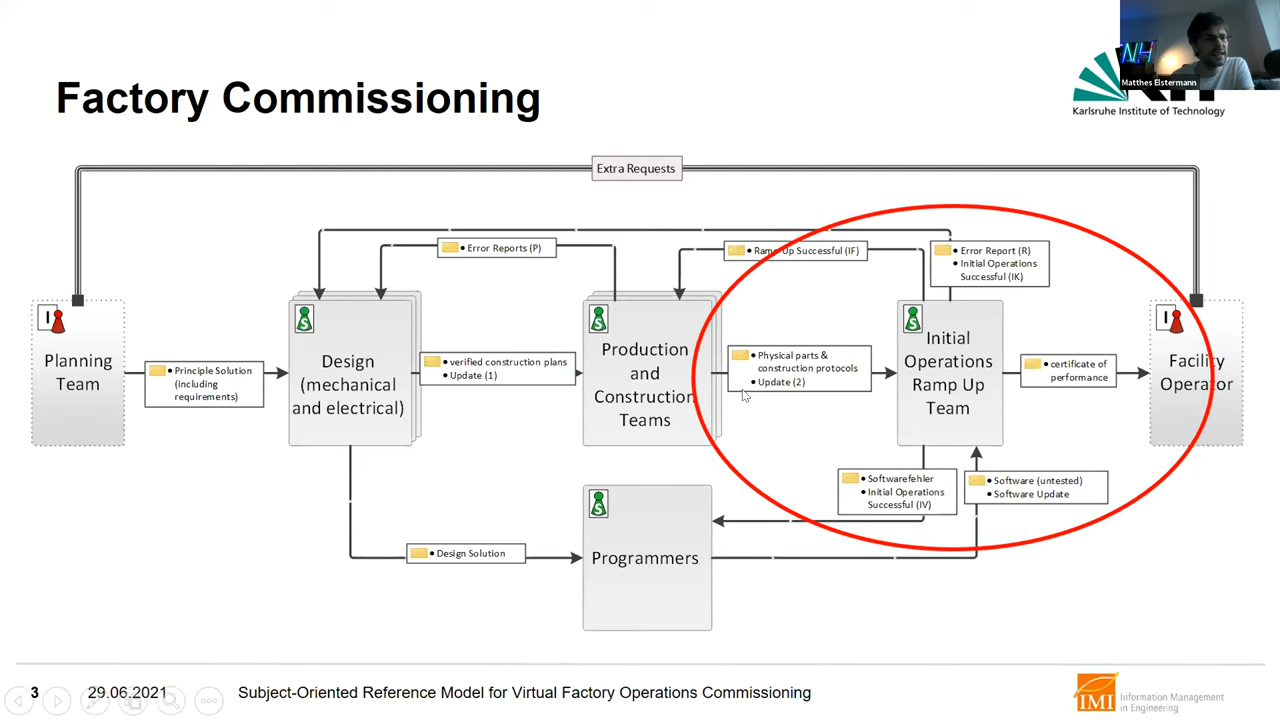 Matthes Elstermann
Karlsruhe Institute of Technology
Factory Commissioning
Extra Requests
• Error Reports (P)
• Ramp Up Successful (IF)
• Error Report (R)
• Initial Operations
Successful (IK)
I
Planning
Team
• Principle Solution
(including
requirements)
S
Design
(mechanical
and electrical)
• verified construction plans
• Update (1)
S
Production
and
Construction
Teams
• Physical parts &
construction protocols
• Update (2)
S
Initial
Operations
Ramp Up
Team
• certificate of
performance
I
Facility
Operator
• Softwarefehler
• Initial Operations
Successful (IV)
• Software (untested)
• Software Update
• Design Solution
S
Programmers
3
29.06.2021
Subject-Oriented Reference Model for Virtual Factory Operations Commissioning
IMI
Information Management
in Engineering